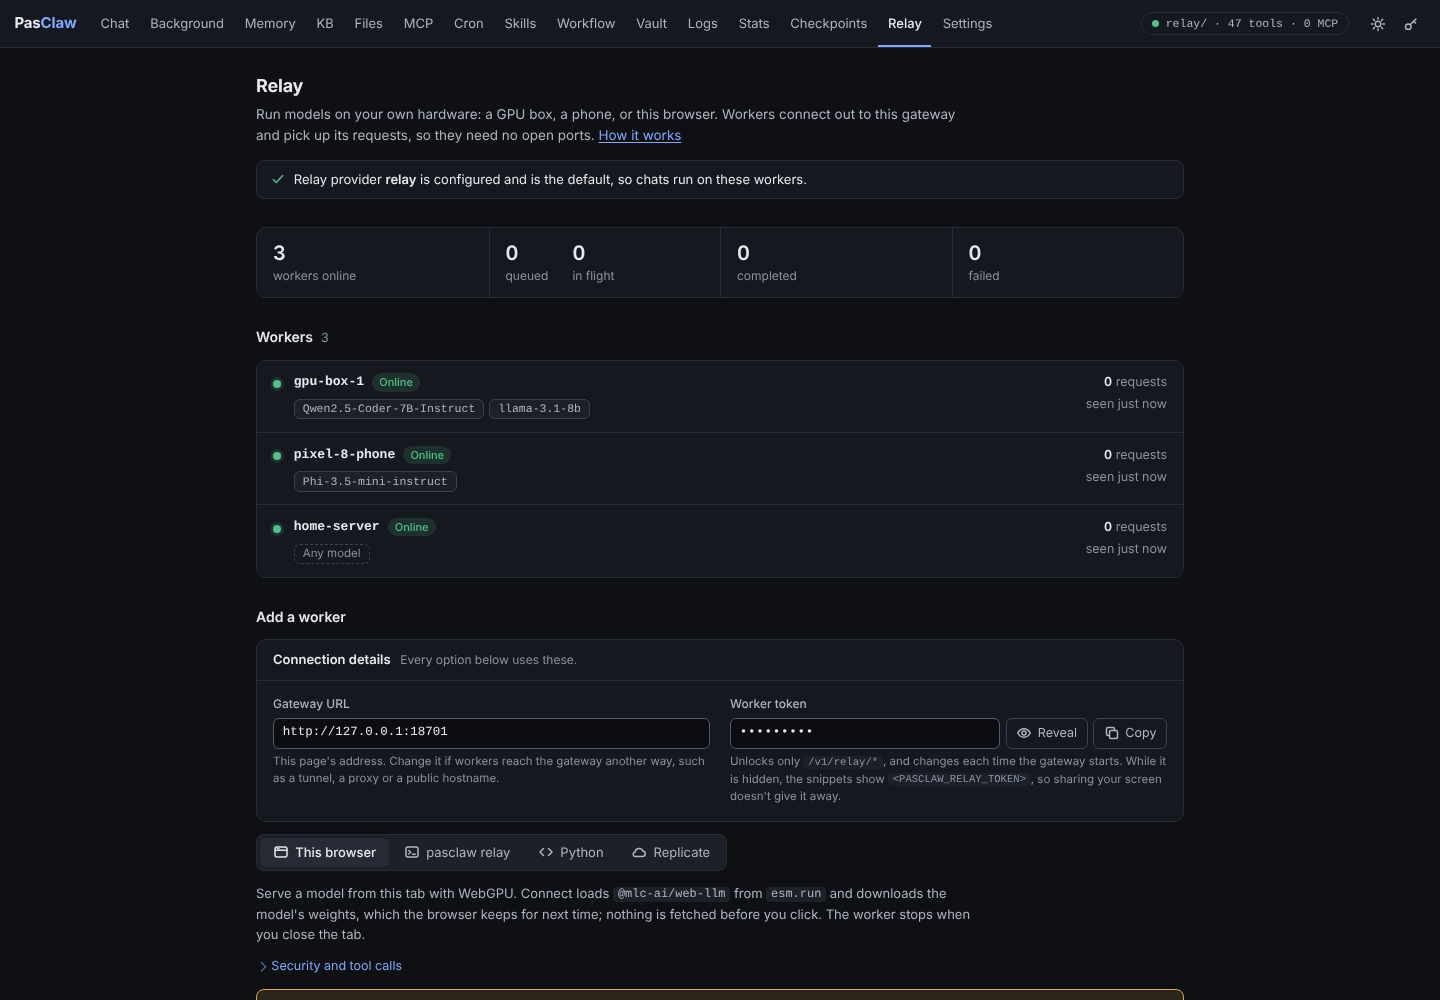 PasClaw Chat Background Memory KB Files MCP Cron Skills Workflow Vault Logs Stats Checkpoints Relay Settings relay/ · 47 tools · 0 MCP
Relay
Run models on your own hardware: a GPU box, a phone, or this browser. Workers connect out to this gateway
and pick up its requests, so they need no open ports. How it works
Relay provider relay is configured and is the default, so chats run on these workers.
3 0 0 0 0
workers online queued in flight completed failed
Workers 3
gpu-box-1 Online 0 requests
Qwen2.5-Coder-7B-Instruct llama-3.1-8b seen just now
pixel-8-phone Online 0 requests
Phi-3.5-mini-instruct seen just now
home-server Online 0 requests
Any model seen just now
Add a worker
Connection details Every option below uses these.
Gateway URL
http://127.0.0.1:18701
This page's address. Change it if workers reach the gateway another way, such
as a tunnel, a proxy or a public hostname.
Worker token
••••••••• Reveal Copy
Unlocks only /v1/relay/*, and changes each time the gateway starts. While it
is hidden, the snippets show <PASCLAW_RELAY_TOKEN>, so sharing your screen
doesn't give it away.
This browser pasclaw relay Python Replicate
Serve a model from this tab with WebGPU. Connect loads @mlc-ai/web-llm from esm.run and downloads the
model's weights, which the browser keeps for next time; nothing is fetched before you click. The worker stops when
you close the tab.
Security and tool calls